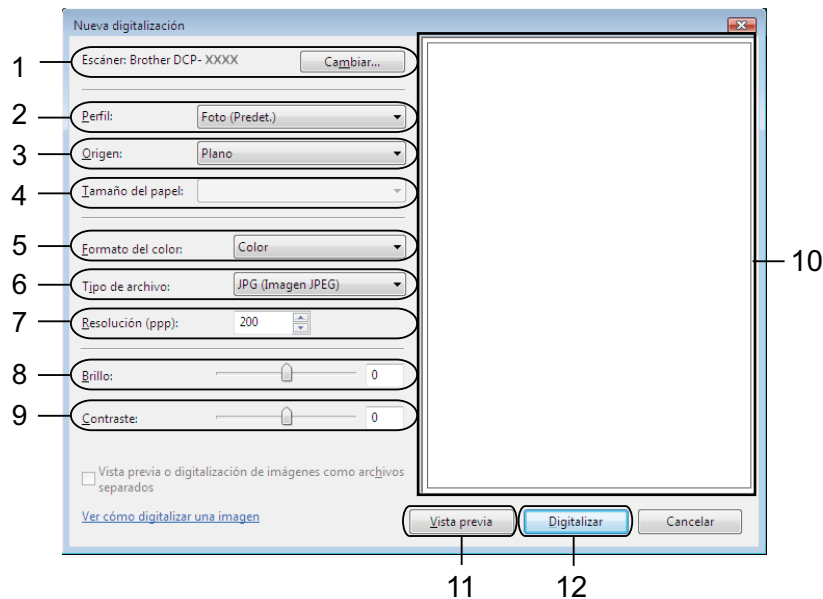 Nueva digitalización
1 Escáner: Brother DCP- XXXX Cambiar...
2 Perfil: Foto (Predet.)
3 Origen: Plano
4 Tamaño del papel:
5 Formato del color: Color
10
6 Tipo de archivo: JPG (Imagen JPEG)
7 Resolución (ppp): 200
8 Brillo: 0
9 Contraste: 0
Vista previa o digitalización de imágenes como archivos
separados
Ver cómo digitalizar una imagen
Vista previa Digitalizar Cancelar
11 12